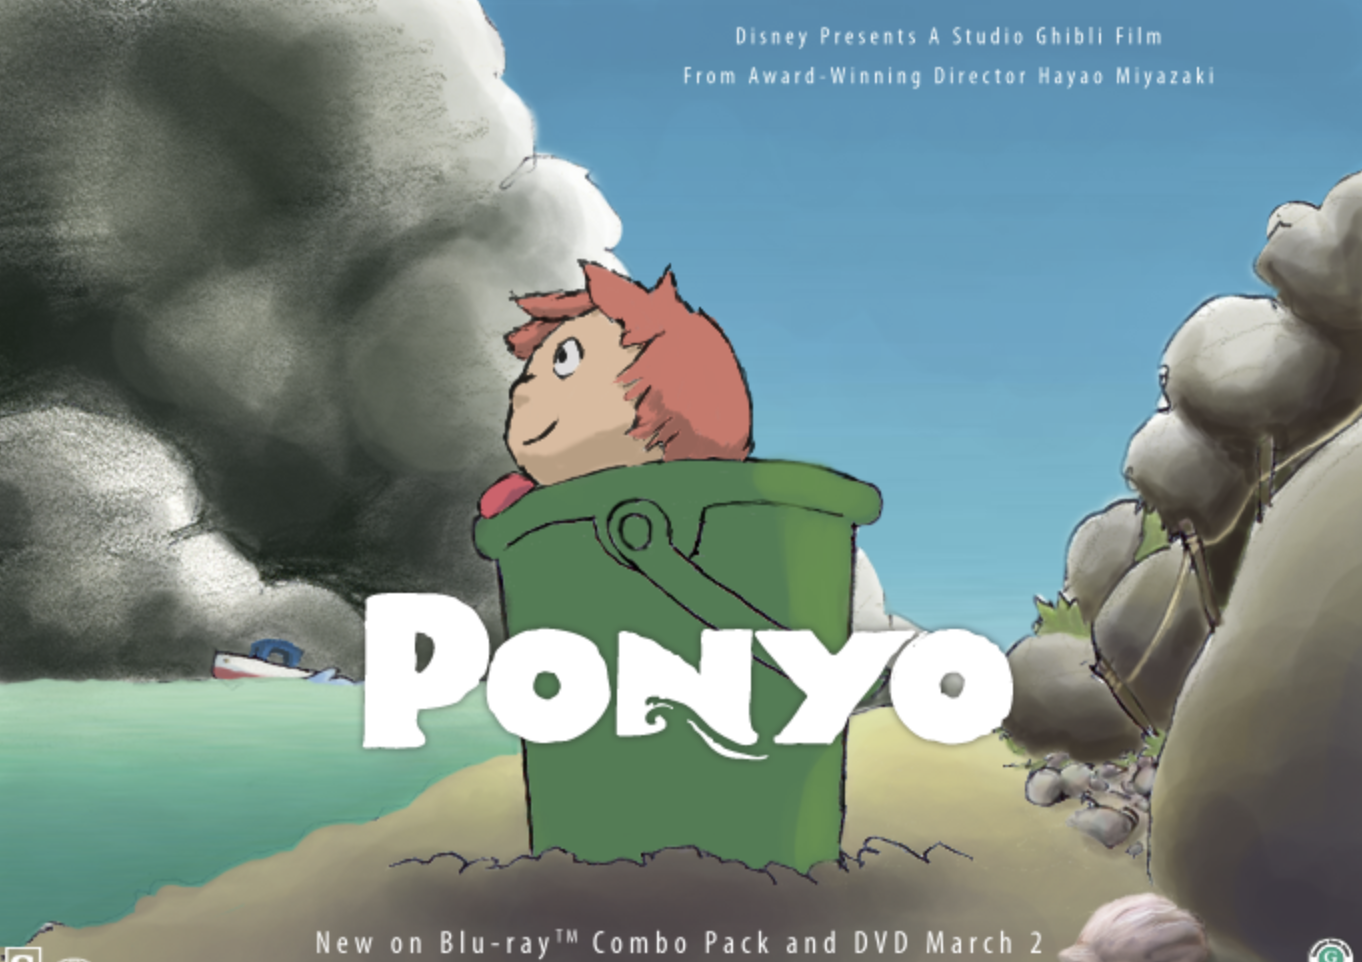 Disney Presents A Studio Ghibli Film
From Award-Winning Director Hayao Miyazaki
PONYO
New on Blu-ray™ Combo Pack and DVD March 2
G